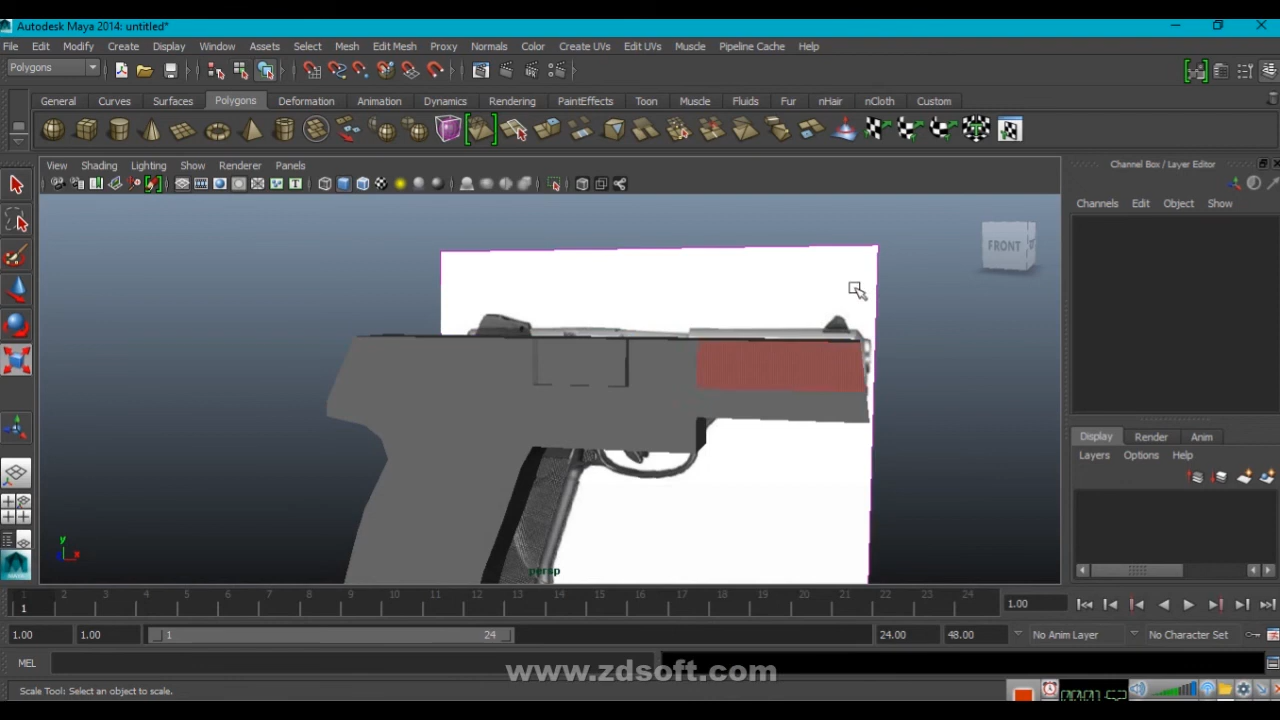 Autodesk Maya 2014: untitled*
File Edit Modify Create Display Window Assets Select Mesh Edit Mesh Proxy Normals Color Create UVs Edit UVs Muscle Pipeline Cache Help
Polygons
General Curves Surfaces Polygons Deformation Animation Dynamics Rendering PaintEffects Toon Muscle Fluids Fur nHair nCloth Custom
View Shading Lighting Show Renderer Panels
Channel Box / Layer Editor
Channels Edit Object Show
FRONT
Display Render Anim
Layers Options Help
y
x
persp
1 2 3 4 5 6 7 8 9 10 11 12 13 14 15 16 17 18 19 20 21 22 23 24
1
1.00
1.00 1.00 1 24 24.00 48.00 No Anim Layer No Character Set
MEL
www.zdsoft.com
Scale Tool: Select an object to scale.